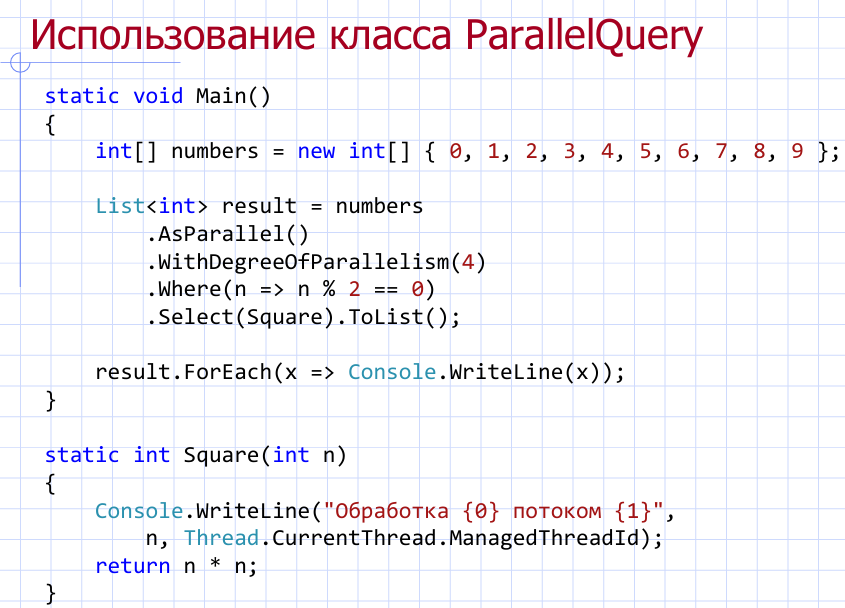 Использование класса ParallelQuery
static void Main()
{
    int[] numbers = new int[] { 0, 1, 2, 3, 4, 5, 6, 7, 8, 9 };

    List<int> result = numbers
        .AsParallel()
        .WithDegreeOfParallelism(4)
        .Where(n => n % 2 == 0)
        .Select(Square).ToList();

    result.ForEach(x => Console.WriteLine(x));
}

static int Square(int n)
{
    Console.WriteLine("Обработка {0} потоком {1}",
        n, Thread.CurrentThread.ManagedThreadId);
    return n * n;
}